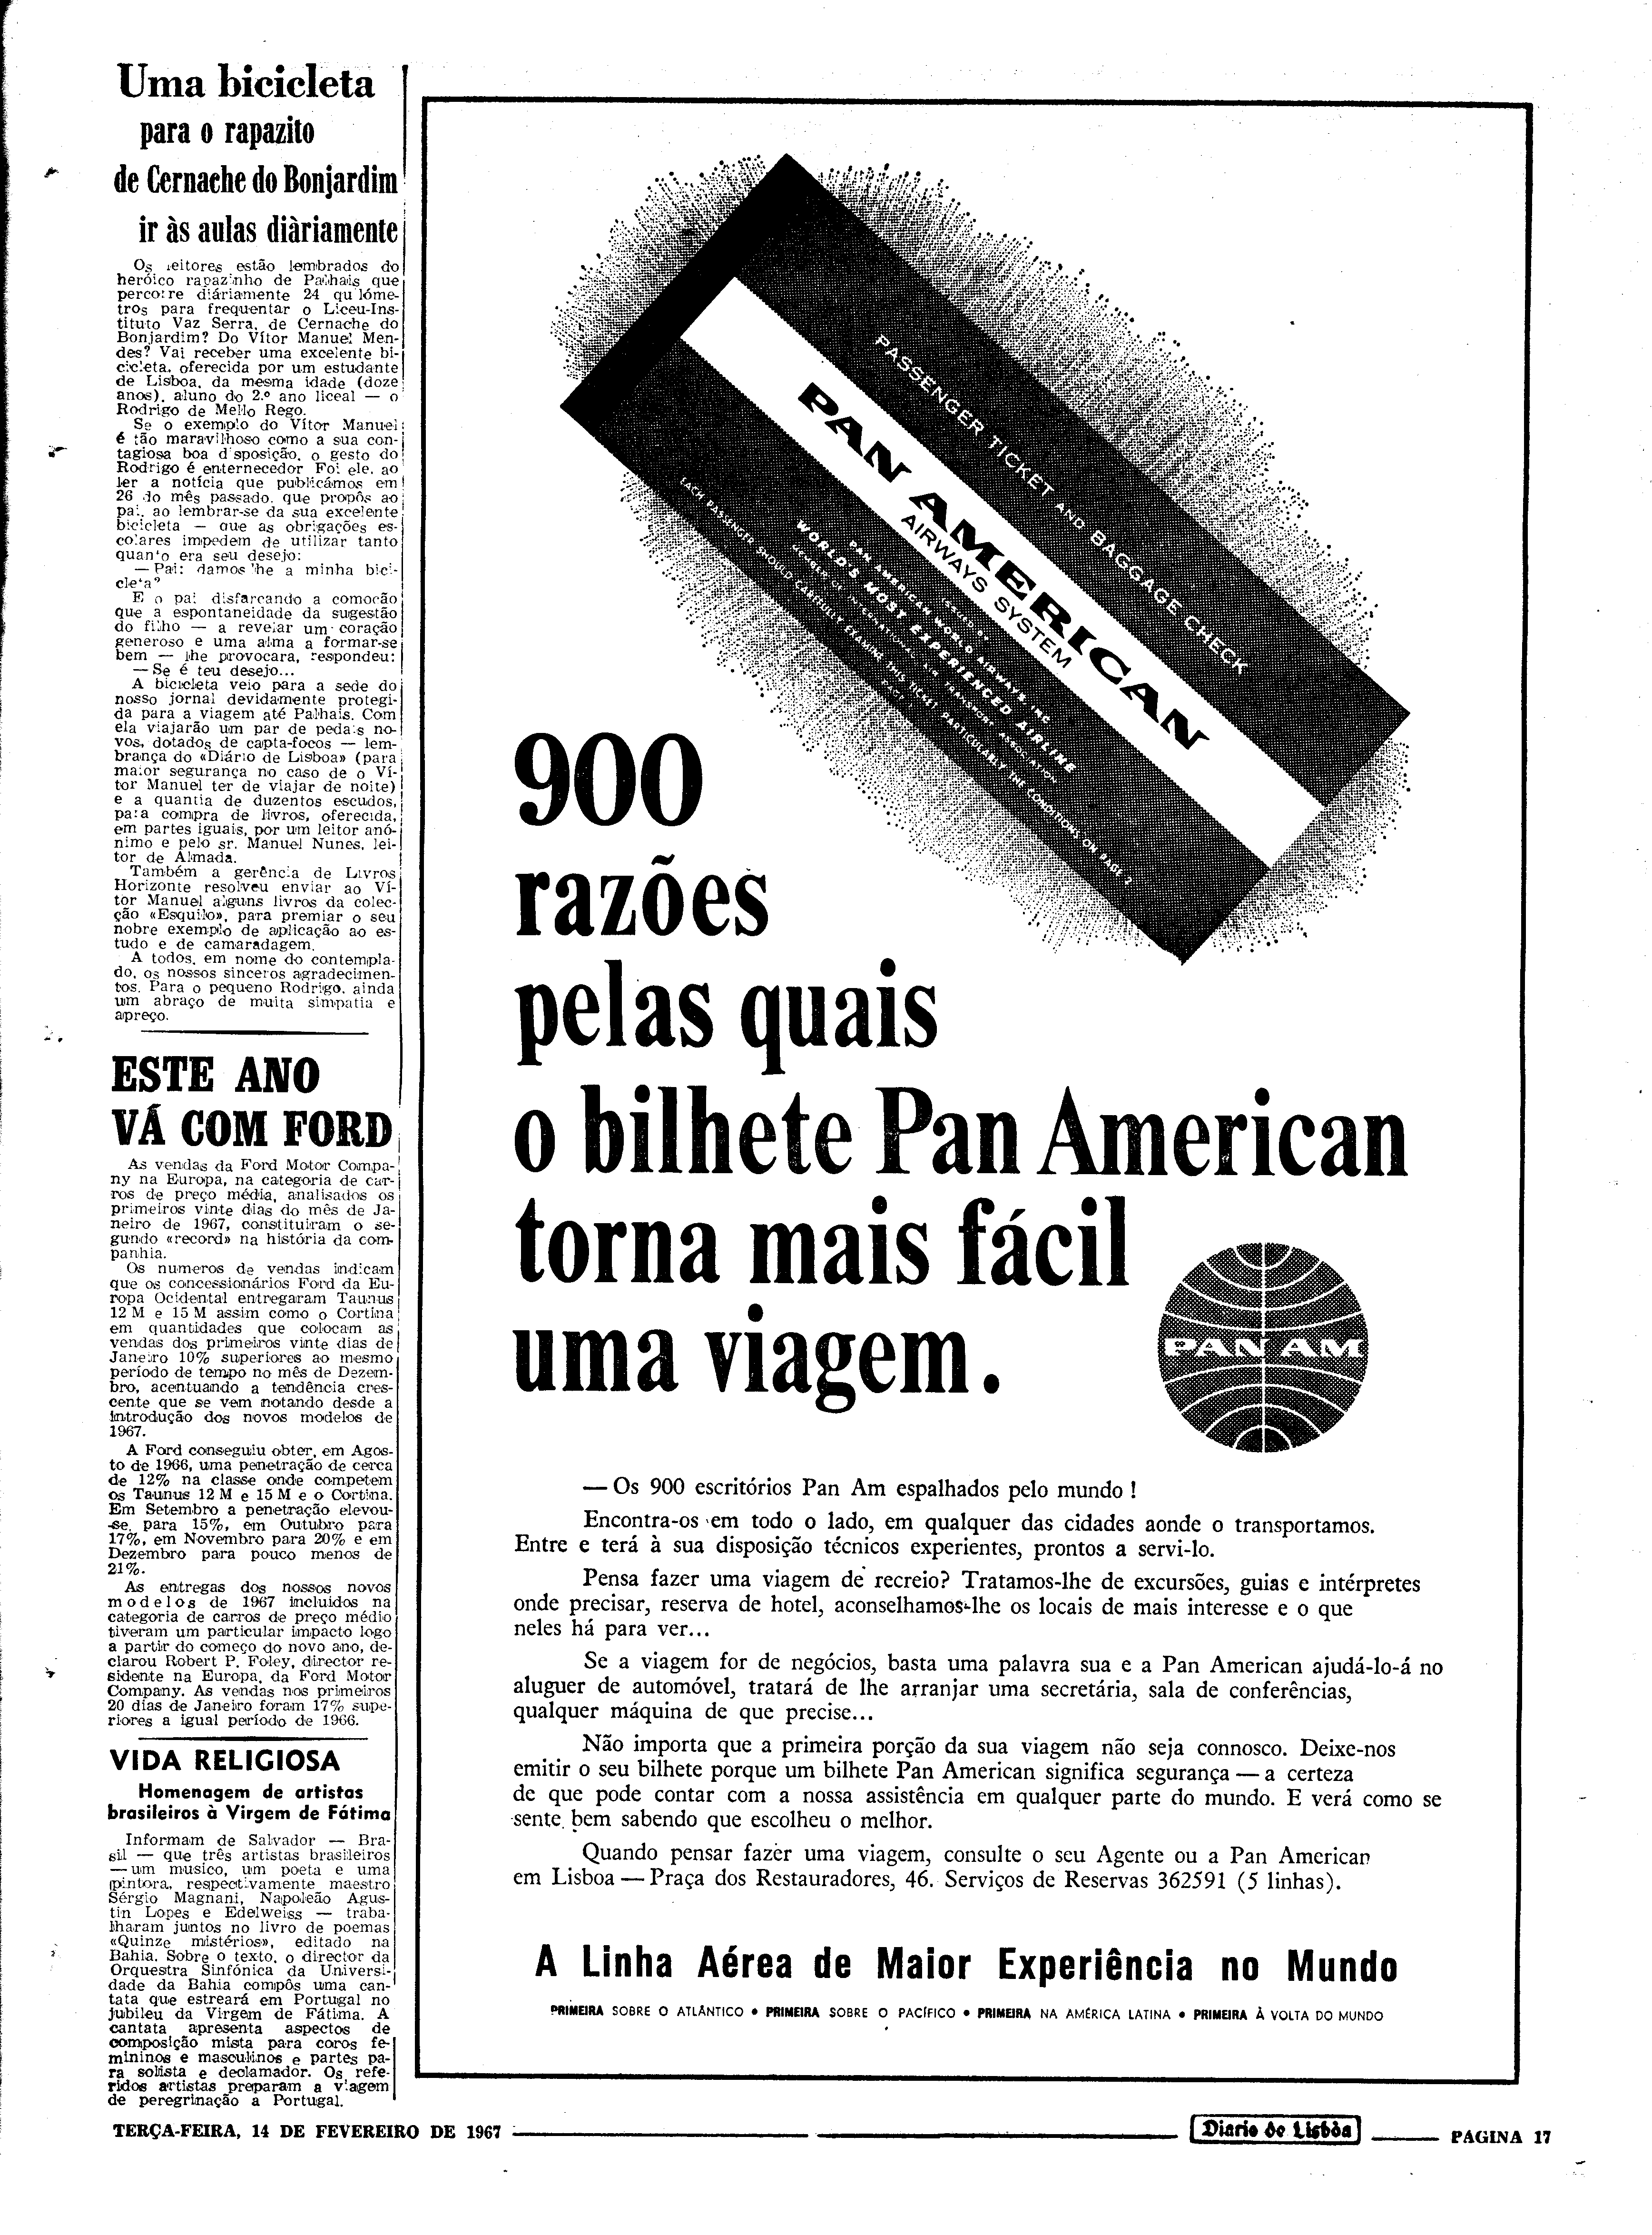 Uma bicicleta
para o rapazito
de Cernache do Bonjardim
ir às aulas diàriamente
Os leitores estão lembrados do
heróico rapazinho de Palhais que
percorre diáriamente 24 qu lóme-
tros para frequentar o Liceu-Ins-
tituto Vaz Serra, de Cernache do
Bonjardim? Do Vítor Manuel Men-
des? Vai receber uma excelente bi-
cicleta, oferecida por um estudante
de Lisboa, da mesma idade (doze
anos), aluno do 2.º ano liceal — o
Rodrigo de Mello Rego.
Se o exemplo do Vítor Manuel
é tão maravilhoso como a sua con-
tagiosa boa d sposição, o gesto do
Rodrigo é enternecedor Foi ele, ao
ler a notícia que publicámos em
26 do mês passado, que propôs ao
pai, ao lembrar-se da sua excelente
bicicleta — que as obrigações es-
colares impedem de utilizar tanto
quanto era seu desejo:
— Pai: damos lhe a minha bici-
cleta?
E o pai disfarçando a comoção
que a espontaneidade da sugestão
do filho — a revelar um coração
generoso e uma alma a formar-se
bem — lhe provocara, respondeu:
— Se é teu desejo...
A bicicleta veio para a sede do
nosso jornal devidamente protegi-
da para a viagem até Palhais. Com
ela viajarão um par de pedais no-
vos, dotados de capta-focos — lem-
brança do «Diário de Lisboa» (para
maior segurança no caso de o Ví-
tor Manuel ter de viajar de noite)
e a quantia de duzentos escudos,
para compra de livros, oferecida,
em partes iguais, por um leitor anó-
nimo e pelo sr. Manuel Nunes, lei-
tor de Almada.
Também a gerência de Livros
Horizonte resolveu enviar ao Ví-
tor Manuel alguns livros da colec-
ção «Esquilo», para premiar o seu
nobre exemplo de aplicação ao es-
tudo e de camaradagem.
A todos, em nome do contempla-
do, os nossos sinceros agradecimen-
tos. Para o pequeno Rodrigo, ainda
um abraço de muita simpatia e
apreço.
ESTE ANO
VÁ COM FORD
As vendas da Ford Motor Compa-
ny na Europa, na categoria de car-
ros de preço média, analisados os
primeiros vinte dias do mês de Ja-
neiro de 1967, constituiram o se-
gundo «record» na história da com-
panhia.
Os numeros de vendas indicam
que os concessionários Ford da Eu-
ropa Ocidental entregaram Taunus
12 M e 15 M assim como o Cortina
em quantidades que colocam as
vendas dos primeiros vinte dias de
Janeiro 10% superiores ao mesmo
período de tempo no mês de Dezem-
bro, acentuando a tendência cres-
cente que se vem notando desde a
introdução dos novos modelos de
1967.
A Ford conseguiu obter, em Agos-
to de 1966, uma penetração de cerca
de 12% na classe onde competem
os Taunus 12 M e 15 M e o Cortina.
Em Setembro a penetração elevou-
-se, para 15%, em Outubro para
17%, em Novembro para 20% e em
Dezembro para pouco menos de
21%.
As entregas dos nossos novos
modelos de 1967 incluídos na
categoria de carros de preço médio
tiveram um particular impacto logo
a partir do começo do novo ano, de-
clarou Robert P. Foley, director re-
sidente na Europa, da Ford Motor
Company. As vendas nos primeiros
20 dias de Janeiro foram 17% supe-
riores a igual período de 1966.
VIDA RELIGIOSA
Homenagem de artistas
brasileiros à Virgem de Fátima
Informam de Salvador — Bra-
sil — que três artistas brasileiros
— um musico, um poeta e uma
pintora, respectivamente maestro
Sérgio Magnani, Napoleão Agus-
tin Lopes e Edelweiss — traba-
lharam juntos no livro de poemas
«Quinze mistérios», editado na
Bahia. Sobre o texto, o director da
Orquestra Sinfónica da Universi-
dade da Bahia compôs uma can-
tata que estreará em Portugal no
jubileu da Virgem de Fátima. A
cantata apresenta aspectos de
composição mista para coros fe-
mininos e masculinos e partes pa-
ra solista e declamador. Os refe-
ridos artistas preparam a viagem
de peregrinação a Portugal.
PASSENGER TICKET AND BAGGAGE CHECK
PAN AMERICAN
AIRWAYS SYSTEM
ISSUED BY
PAN AMERICAN WORLD AIRWAYS, INC
WORLD'S MOST EXPERIENCED AIRLINE
MEMBER OF INTERNATIONAL AIR TRANSPORT ASSOCIATION
EACH PASSENGER SHOULD CAREFULLY EXAMINE THIS TICKET PARTICULARLY THE CONDITIONS ON PAGE 2
900
razões
pelas quais
o bilhete Pan American
torna mais fácil
uma viagem.
PAN AM
— Os 900 escritórios Pan Am espalhados pelo mundo !
Encontra-os em todo o lado, em qualquer das cidades aonde o transportamos.
Entre e terá à sua disposição técnicos experientes, prontos a servi-lo.
Pensa fazer uma viagem de recreio? Tratamos-lhe de excursões, guias e intérpretes
onde precisar, reserva de hotel, aconselhamos-lhe os locais de mais interesse e o que
neles há para ver...
Se a viagem for de negócios, basta uma palavra sua e a Pan American ajudá-lo-á no
aluguer de automóvel, tratará de lhe arranjar uma secretária, sala de conferências,
qualquer máquina de que precise...
Não importa que a primeira porção da sua viagem não seja connosco. Deixe-nos
emitir o seu bilhete porque um bilhete Pan American significa segurança — a certeza
de que pode contar com a nossa assistência em qualquer parte do mundo. E verá como se
sente bem sabendo que escolheu o melhor.
Quando pensar fazer uma viagem, consulte o seu Agente ou a Pan American
em Lisboa — Praça dos Restauradores, 46. Serviços de Reservas 362591 (5 linhas).
A Linha Aérea de Maior Experiência no Mundo
PRIMEIRA SOBRE O ATLÂNTICO • PRIMEIRA SOBRE O PACÍFICO • PRIMEIRA NA AMÉRICA LATINA • PRIMEIRA À VOLTA DO MUNDO
TERÇA-FEIRA, 14 DE FEVEREIRO DE 1967
Diario de Lisbôa
PAGINA 17